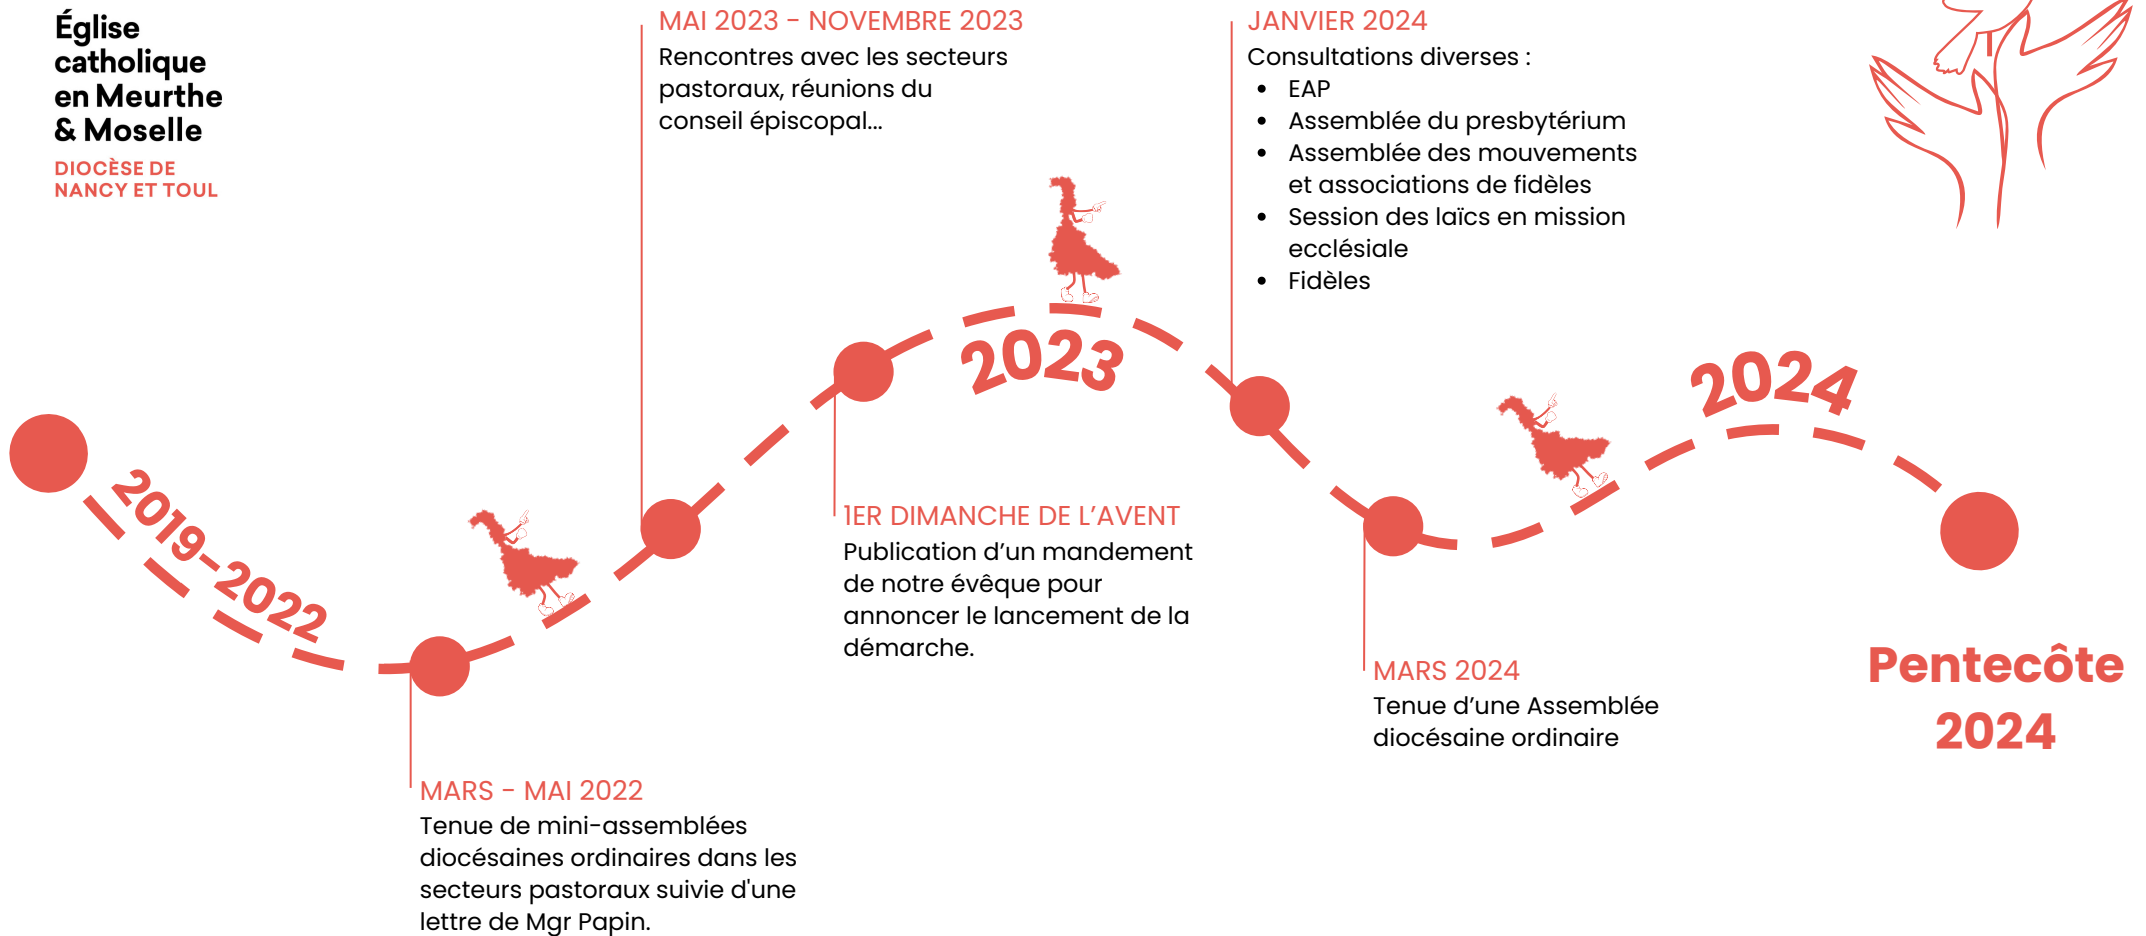 Église
catholique
en Meurthe
& Moselle
DIOCÈSE DE
NANCY ET TOUL
2019-2022
MARS - MAI 2022
Tenue de mini-assemblées
diocésaines ordinaires dans les
secteurs pastoraux suivie d'une
lettre de Mgr Papin.
MAI 2023 - NOVEMBRE 2023
Rencontres avec les secteurs
pastoraux, réunions du
conseil épiscopal...
1ER DIMANCHE DE L’AVENT
Publication d’un mandement
de notre évêque pour
annoncer le lancement de la
démarche.
2023
JANVIER 2024
Consultations diverses :
• EAP
• Assemblée du presbytérium
• Assemblée des mouvements
et associations de fidèles
• Session des laïcs en mission
ecclésiale
• Fidèles
MARS 2024
Tenue d’une Assemblée
diocésaine ordinaire
2024
Pentecôte
2024